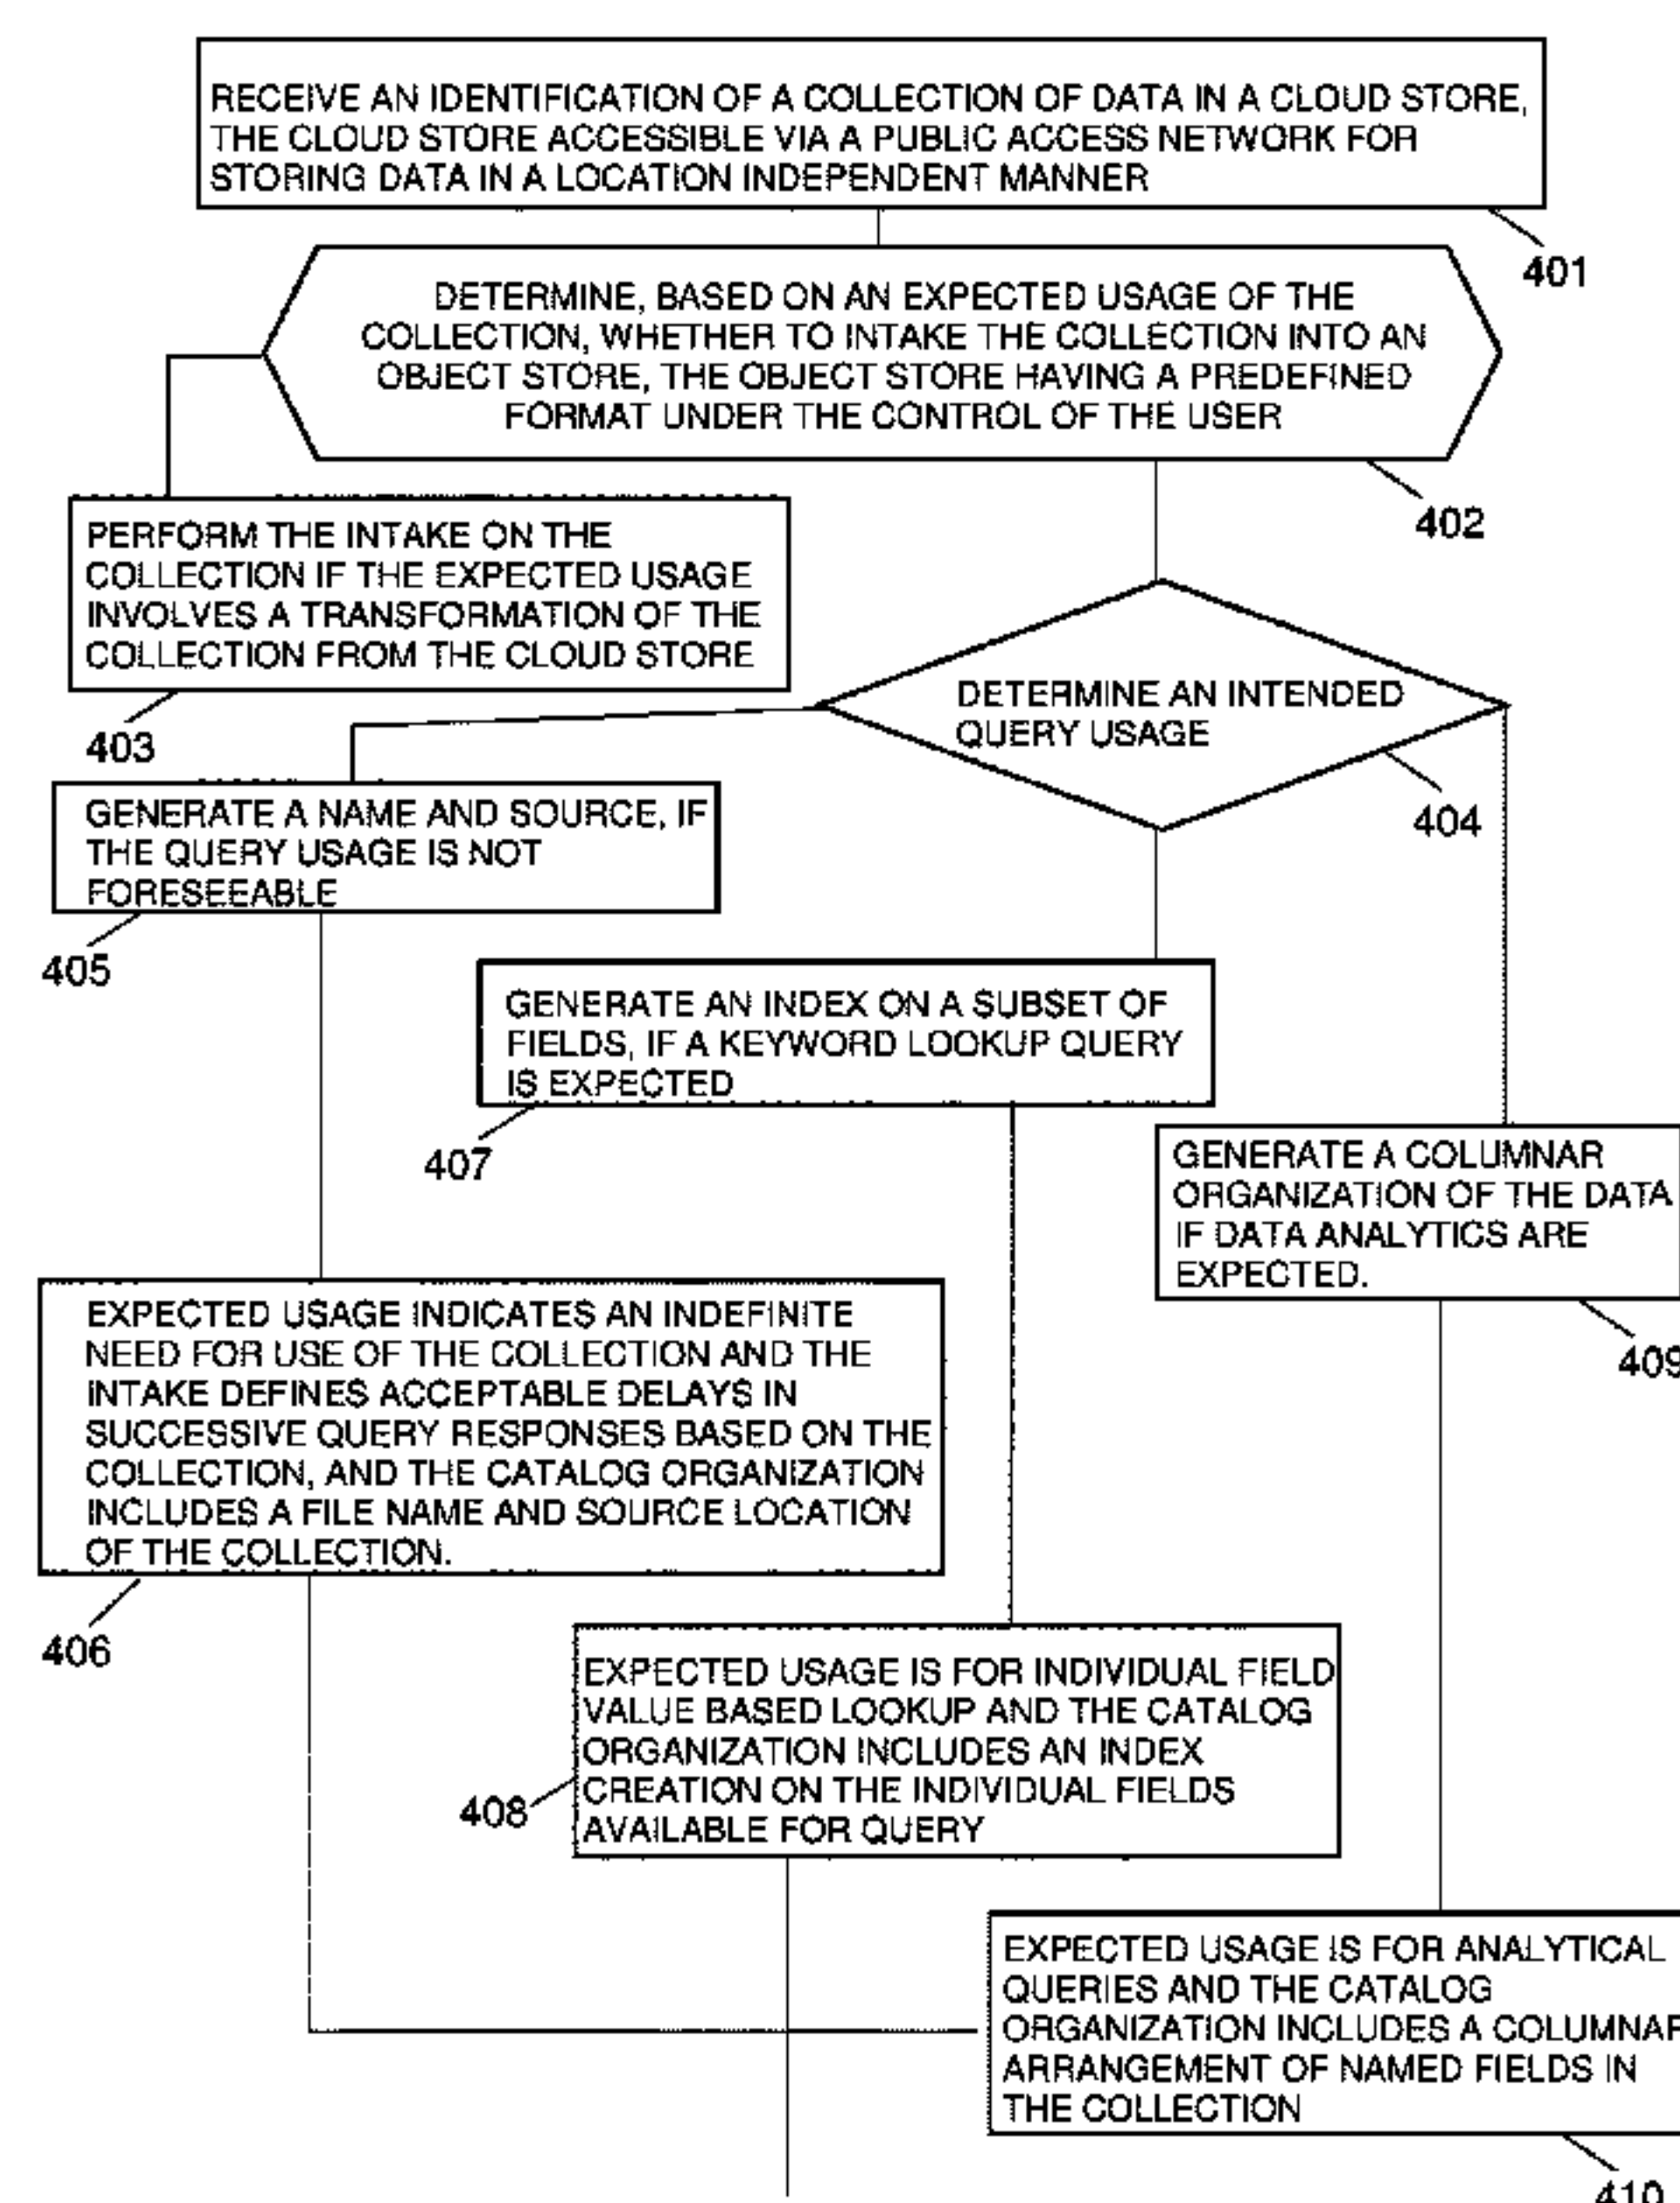 RECEIVE AN IDENTIFICATION OF A COLLECTION OF DATA IN A CLOUD STORE,
THE CLOUD STORE ACCESSIBLE VIA A PUBLIC ACCESS NETWORK FOR
STORING DATA IN A LOCATION INDEPENDENT MANNER
401
DETERMINE, BASED ON AN EXPECTED USAGE OF THE
COLLECTION, WHETHER TO INTAKE THE COLLECTION INTO AN
OBJECT STORE, THE OBJECT STORE HAVING A PREDEFINED
FORMAT UNDER THE CONTROL OF THE USER
402
PERFORM THE INTAKE ON THE
COLLECTION IF THE EXPECTED USAGE
INVOLVES A TRANSFORMATION OF THE
COLLECTION FROM THE CLOUD STORE
403
DETERMINE AN INTENDED
QUERY USAGE
404
GENERATE A NAME AND SOURCE, IF
THE QUERY USAGE IS NOT
FORESEEABLE
405
GENERATE AN INDEX ON A SUBSET OF
FIELDS, IF A KEYWORD LOOKUP QUERY
IS EXPECTED
407
GENERATE A COLUMNAR
ORGANIZATION OF THE DATA
IF DATA ANALYTICS ARE
EXPECTED.
409
EXPECTED USAGE INDICATES AN INDEFINITE
NEED FOR USE OF THE COLLECTION AND THE
INTAKE DEFINES ACCEPTABLE DELAYS IN
SUCCESSIVE QUERY RESPONSES BASED ON THE
COLLECTION, AND THE CATALOG ORGANIZATION
INCLUDES A FILE NAME AND SOURCE LOCATION
OF THE COLLECTION.
406
EXPECTED USAGE IS FOR INDIVIDUAL FIELD
VALUE BASED LOOKUP AND THE CATALOG
ORGANIZATION INCLUDES AN INDEX
CREATION ON THE INDIVIDUAL FIELDS
AVAILABLE FOR QUERY
408
EXPECTED USAGE IS FOR ANALYTICAL
QUERIES AND THE CATALOG
ORGANIZATION INCLUDES A COLUMNAR
ARRANGEMENT OF NAMED FIELDS IN
THE COLLECTION
410